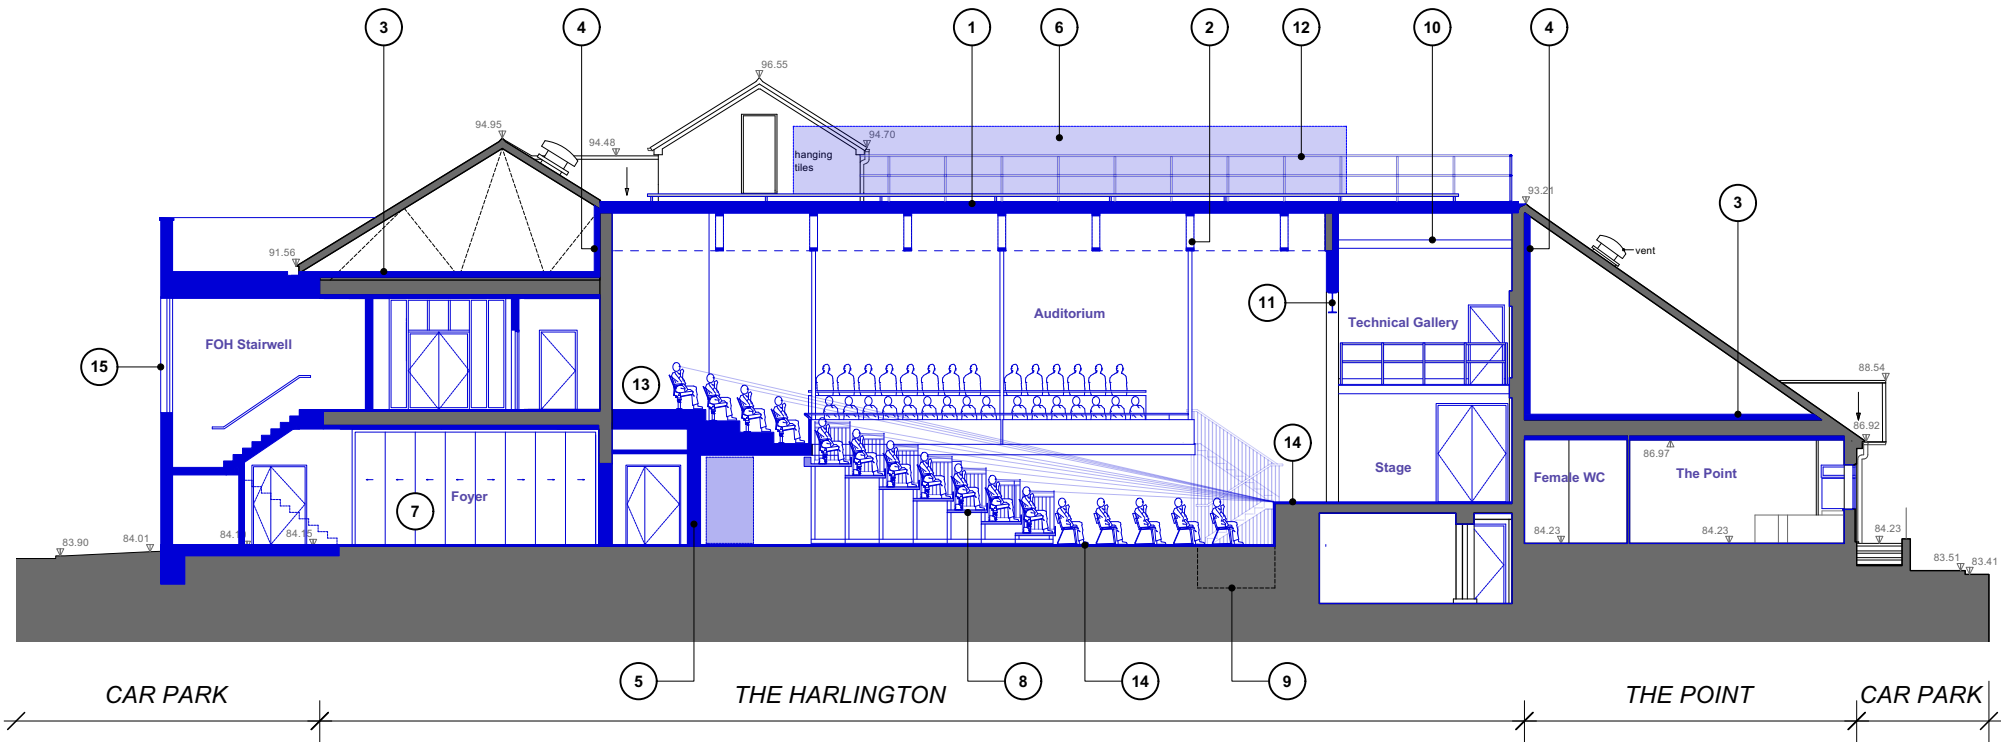 3
4
1
6
2
12
10
4
96.55
94.95
94.48
94.70
hanging
tiles
93.21
3
4
vent
91.56
11
Auditorium
Technical Gallery
FOH Stairwell
15
13
88.54
14
86.92
86.97
Stage
Female WC
The Point
Foyer
7
84.15
84.23
84.23
84.23
83.90
84.01
83.51
83.41
5
8
14
9
CAR PARK
THE HARLINGTON
THE POINT
CAR PARK